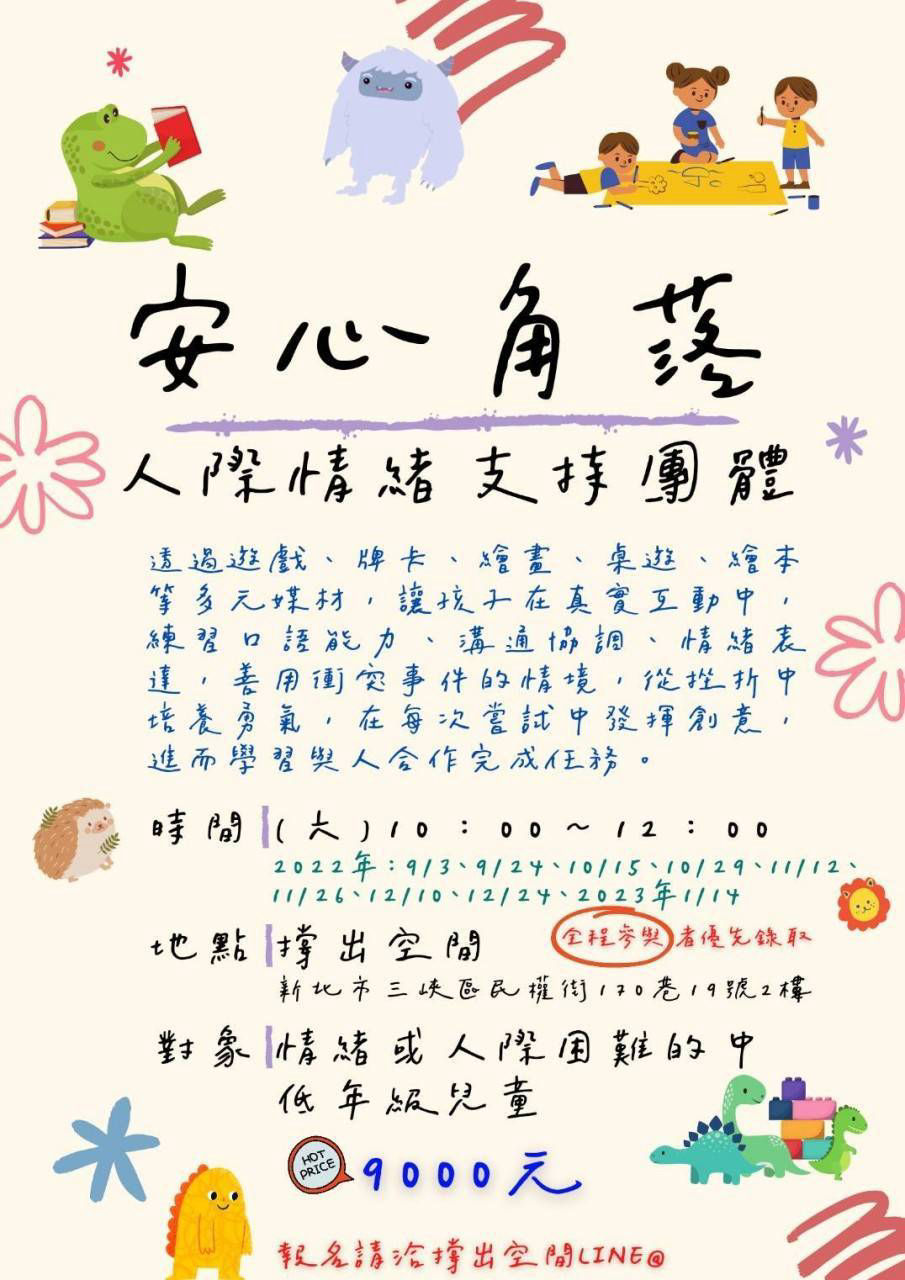 安心角落
人際情緒支持團體
透過遊戲、牌卡、繪畫、桌遊、繪本
等多元媒材，讓孩子在真實互動中，
練習口語能力、溝通協調、情緒表
達，善用衝突事件的情境，從挫折中
培養勇氣，在每次嘗試中發揮創意，
進而學習與人合作完成任務。
時間 (六)10：00～12：00
2022年：9/3、9/24、10/15、10/29、11/12、
11/26、12/10、12/24、2023年1/14
地點 撐出空間 全程參與者優先錄取
新北市三峽區民權街170巷19號2樓
對象 情緒或人際困難的中
低年級兒童
HOT
PRICE
9000元
報名請洽撐出空間LINE@